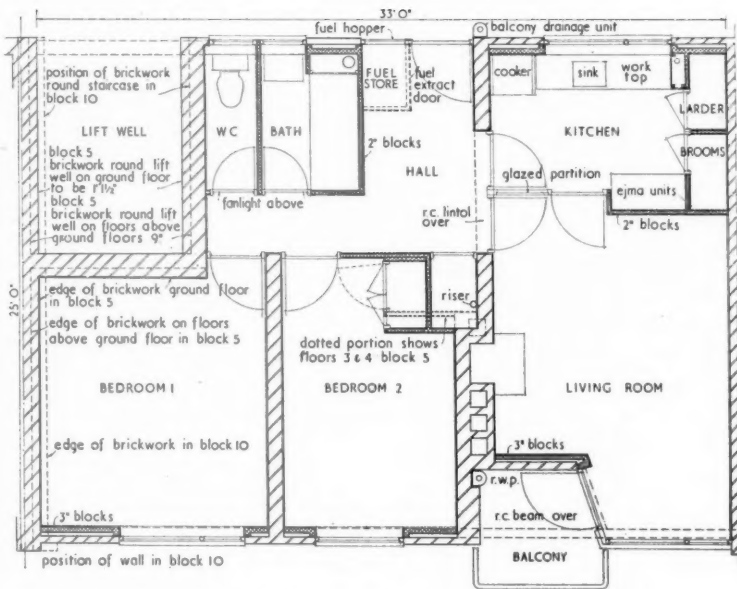 33'0"
fuel hopper
balcony drainage unit
position of brickwork
round staircase in
block 10
LIFT WELL
block 5
brickwork round lift
well on ground floor
to be 1'1½"
block 5
brickwork round lift
well on floors above
ground floors 9"
WC
BATH
FUEL
STORE
fuel
extract
door
2" blocks
HALL
fanlight above
r.c. lintol
over
cooker
sink
work
top
LARDER
KITCHEN
BROOMS
glazed partition
ejma units
2" blocks
25'0"
edge of brickwork ground floor
in block 5
edge of brickwork on floors
above ground floor in block 5
riser
dotted portion shows
floors 3 & 4 block 5
BEDROOM 1
BEDROOM 2
LIVING ROOM
edge of brickwork in block 10
3" blocks
3" blocks
r.w.p.
r.c. beam over
BALCONY
position of wall in block 10